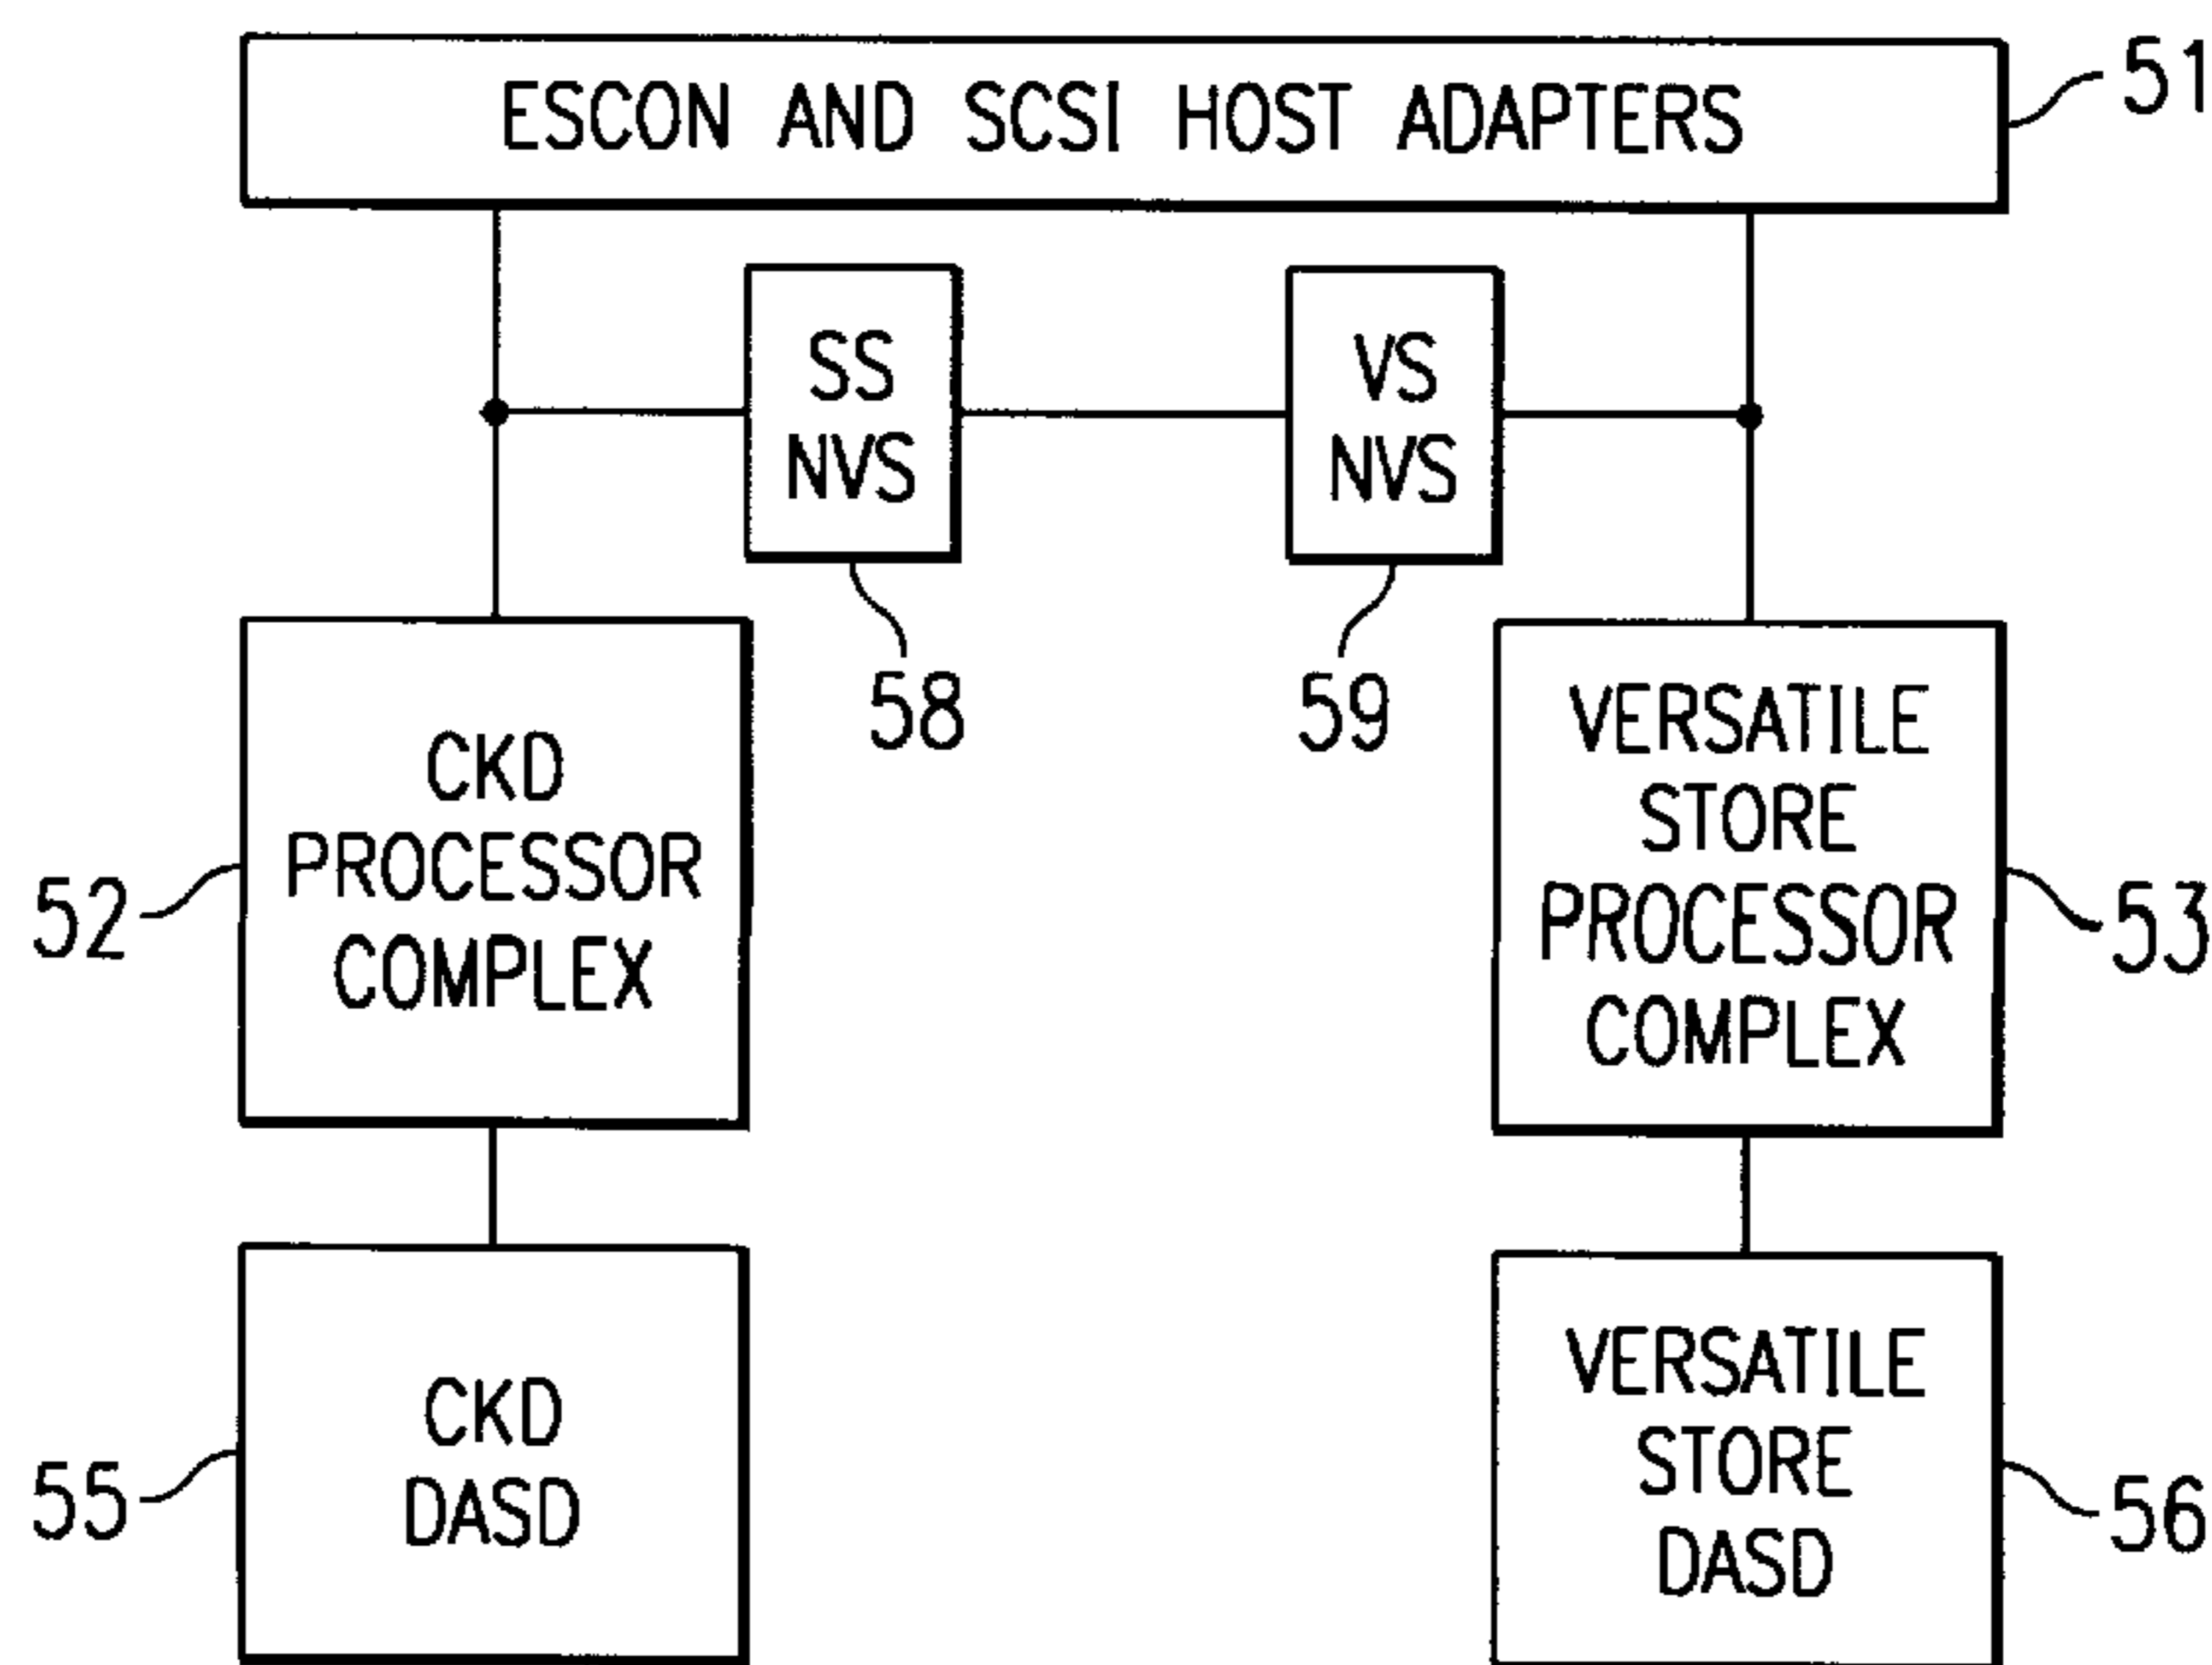 ESCON AND SCSI HOST ADAPTERS
51
SS
NVS
58
VS
NVS
59
CKD
PROCESSOR
COMPLEX
52
VERSATILE
STORE
PROCESSOR
COMPLEX
53
CKD
DASD
55
VERSATILE
STORE
DASD
56